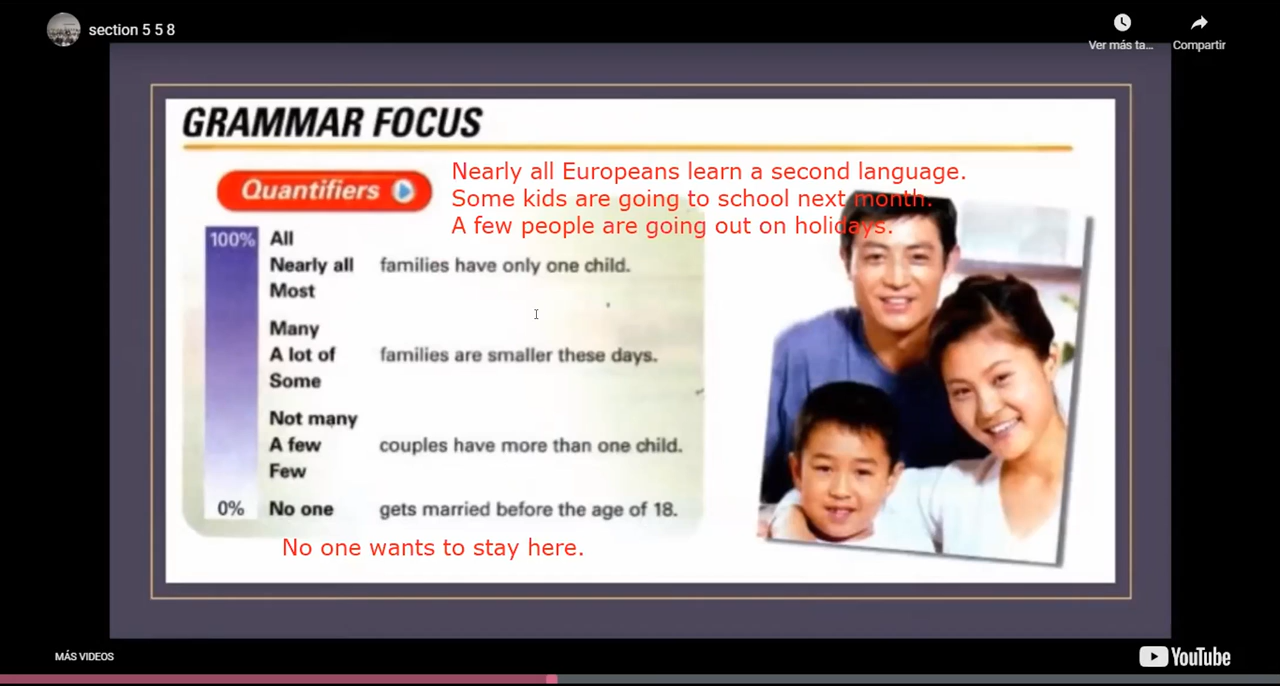 section 5 5 8
Ver más ta...
Compartir
GRAMMAR FOCUS
Quantifiers
Nearly all Europeans learn a second language.
Some kids are going to school next month.
A few people are going out on holidays.
100% All
Nearly all families have only one child.
Most
Many
A lot of families are smaller these days.
Some
Not many
A few couples have more than one child.
Few
0% No one gets married before the age of 18.
No one wants to stay here.
MÁS VIDEOS
YouTube